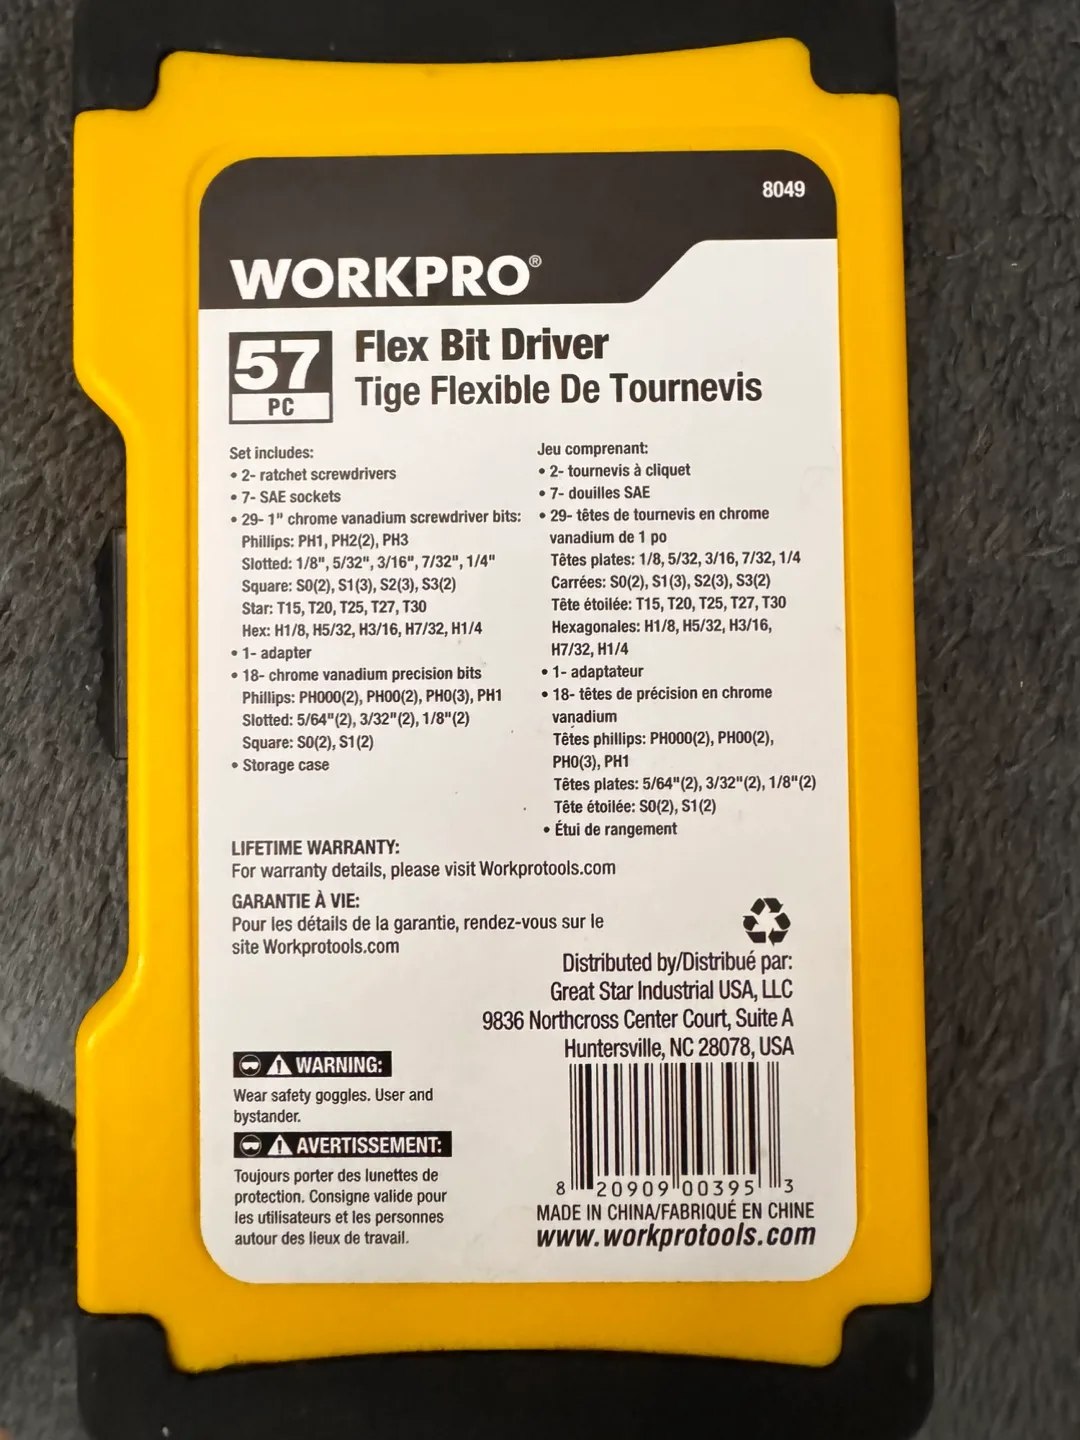 8049
WORKPRO®
57
PC
Flex Bit Driver
Tige Flexible De Tournevis
Set includes:
• 2- ratchet screwdrivers
• 7- SAE sockets
• 29- 1" chrome vanadium screwdriver bits:
Phillips: PH1, PH2(2), PH3
Slotted: 1/8", 5/32", 3/16", 7/32", 1/4"
Square: S0(2), S1(3), S2(3), S3(2)
Star: T15, T20, T25, T27, T30
Hex: H1/8, H5/32, H3/16, H7/32, H1/4
• 1- adapter
• 18- chrome vanadium precision bits
Phillips: PH000(2), PH00(2), PH0(3), PH1
Slotted: 5/64"(2), 3/32"(2), 1/8"(2)
Square: S0(2), S1(2)
• Storage case
Jeu comprenant:
• 2- tournevis à cliquet
• 7- douilles SAE
• 29- têtes de tournevis en chrome
vanadium de 1 po
Têtes plates: 1/8, 5/32, 3/16, 7/32, 1/4
Carrées: S0(2), S1(3), S2(3), S3(2)
Tête étoilée: T15, T20, T25, T27, T30
Hexagonales: H1/8, H5/32, H3/16,
H7/32, H1/4
• 1- adaptateur
• 18- têtes de précision en chrome
vanadium
Têtes phillips: PH000(2), PH00(2),
PH0(3), PH1
Têtes plates: 5/64"(2), 3/32"(2), 1/8"(2)
Tête étoilée: S0(2), S1(2)
• Étui de rangement
LIFETIME WARRANTY:
For warranty details, please visit Workprotools.com
GARANTIE À VIE:
Pour les détails de la garantie, rendez-vous sur le
site Workprotools.com
Distributed by/Distribué par:
Great Star Industrial USA, LLC
9836 Northcross Center Court, Suite A
Huntersville, NC 28078, USA
WARNING:
Wear safety goggles. User and
bystander.
AVERTISSEMENT:
Toujours porter des lunettes de
protection. Consigne valide pour
les utilisateurs et les personnes
autour des lieux de travail.
8 20909 00395 3
MADE IN CHINA/FABRIQUÉ EN CHINE
www.workprotools.com